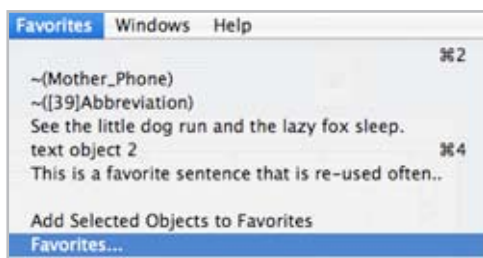 Favorites Windows Help
⌘2
~(Mother_Phone)
~([39]Abbreviation)
See the little dog run and the lazy fox sleep.
text object 2 ⌘4
This is a favorite sentence that is re-used often..
Add Selected Objects to Favorites
Favorites...